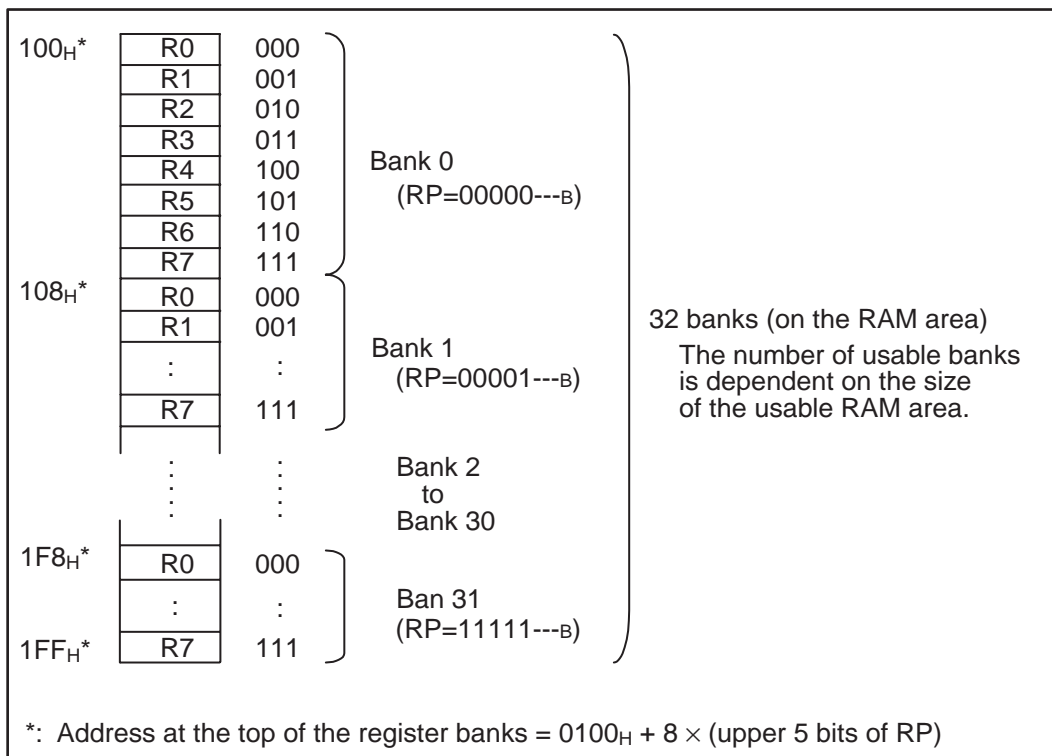 100H* R0 000
R1 001
R2 010
R3 011
R4 100
R5 101
R6 110
R7 111
Bank 0
(RP=00000---B)
108H* R0 000
R1 001
: :
R7 111
Bank 1
(RP=00001---B)
: :
: :
: :
Bank 2
to
Bank 30
1F8H* R0 000
: :
1FFH* R7 111
Ban 31
(RP=11111---B)
32 banks (on the RAM area)
The number of usable banks
is dependent on the size
of the usable RAM area.
*: Address at the top of the register banks = 0100H + 8 × (upper 5 bits of RP)